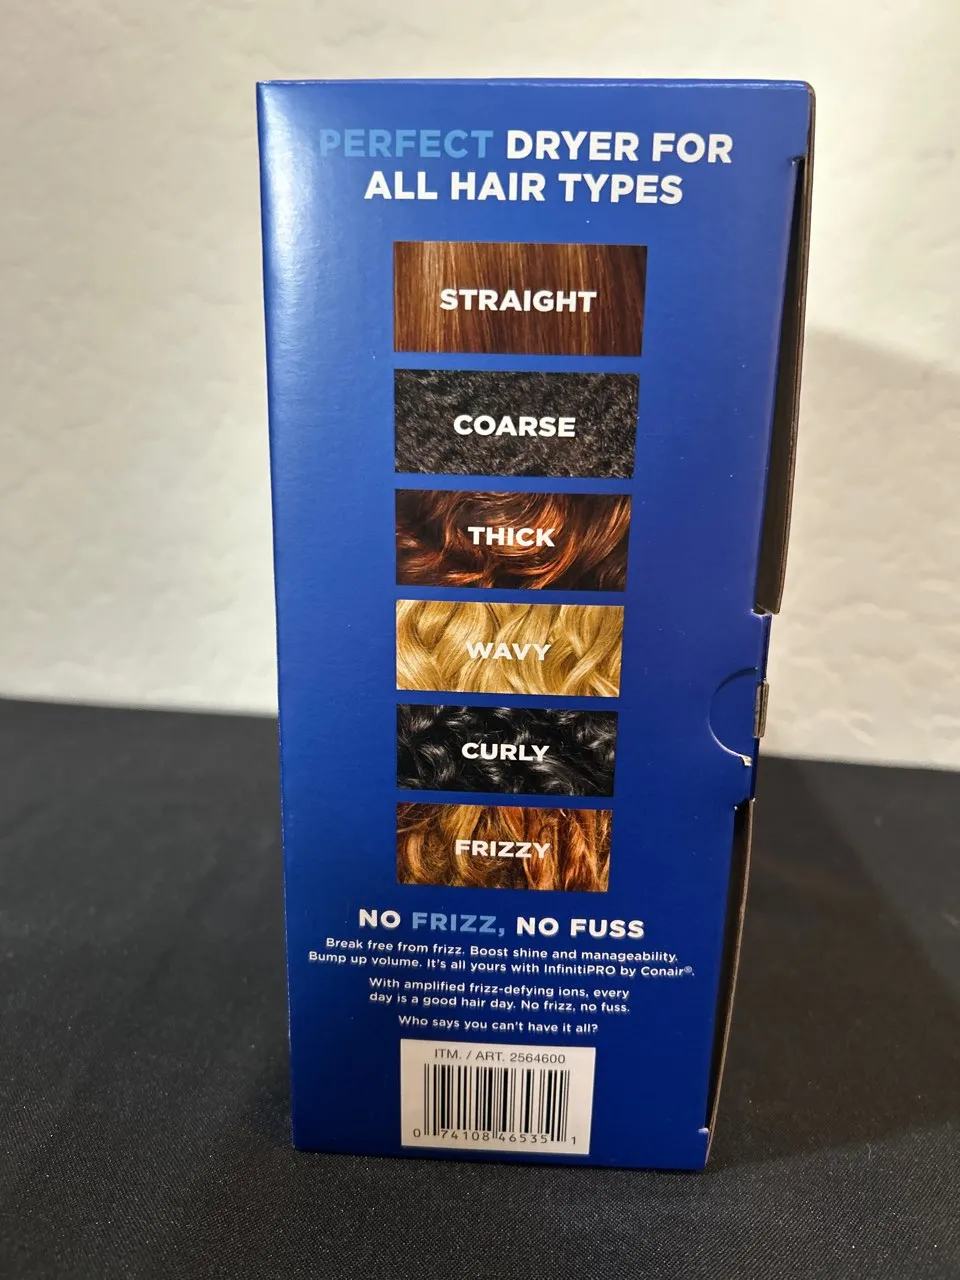 PERFECT DRYER FOR
ALL HAIR TYPES
STRAIGHT
COARSE
THICK
WAVY
CURLY
FRIZZY
NO FRIZZ, NO FUSS
Break free from frizz. Boost shine and manageability.
Bump up volume. It's all yours with InfinitiPRO by Conair®.
With amplified frizz-defying ions, every
day is a good hair day. No frizz, no fuss.
Who says you can't have it all?
ITM. / ART. 2564600
0 74108 46535 1